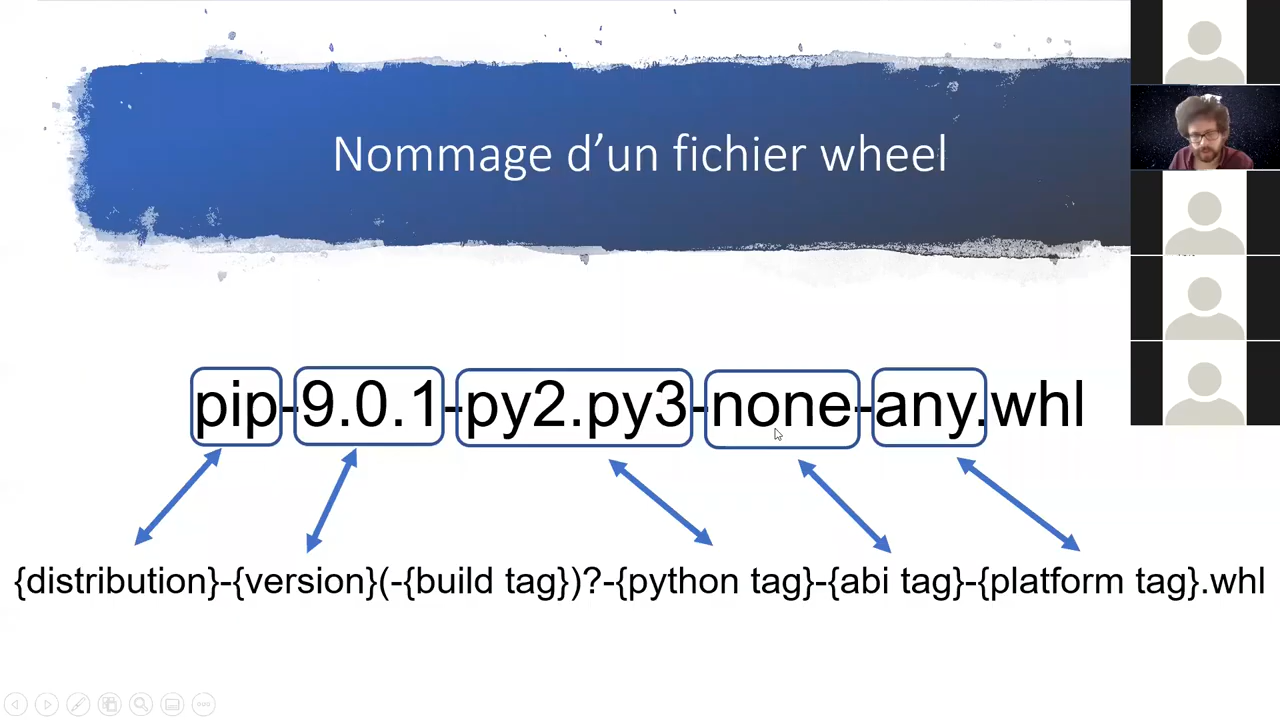 Nommage d’un fichier wheel
pip-9.0.1-py2.py3-none-any.whl
{distribution}-{version}(-{build tag})?-{python tag}-{abi tag}-{platform tag}.whl